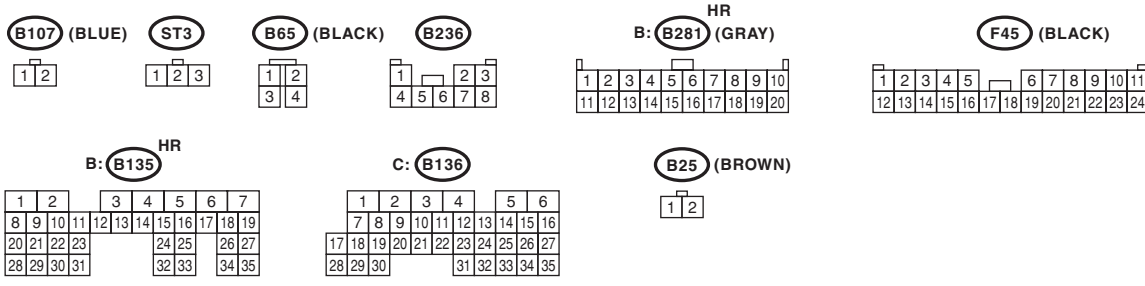 HR
B107 (BLUE) ST3 B65 (BLACK) B236 B: B281 (GRAY) F45 (BLACK)
1 2 1 2 3 1 2 1 2 3 1 2 3 4 5 6 7 8 9 10 1 2 3 4 5 6 7 8 9 10 11
3 4 4 5 6 7 8 11 12 13 14 15 16 17 18 19 20 12 13 14 15 16 17 18 19 20 21 22 23 24
HR
B: B135 C: B136 B25 (BROWN)
1 2 3 4 5 6 7 1 2 3 4 5 6 1 2
8 9 10 11 12 13 14 15 16 17 18 19 7 8 9 10 11 12 13 14 15 16
20 21 22 23 24 25 26 27 17 18 19 20 21 22 23 24 25 26 27
28 29 30 31 32 33 34 35 28 29 30 31 32 33 34 35